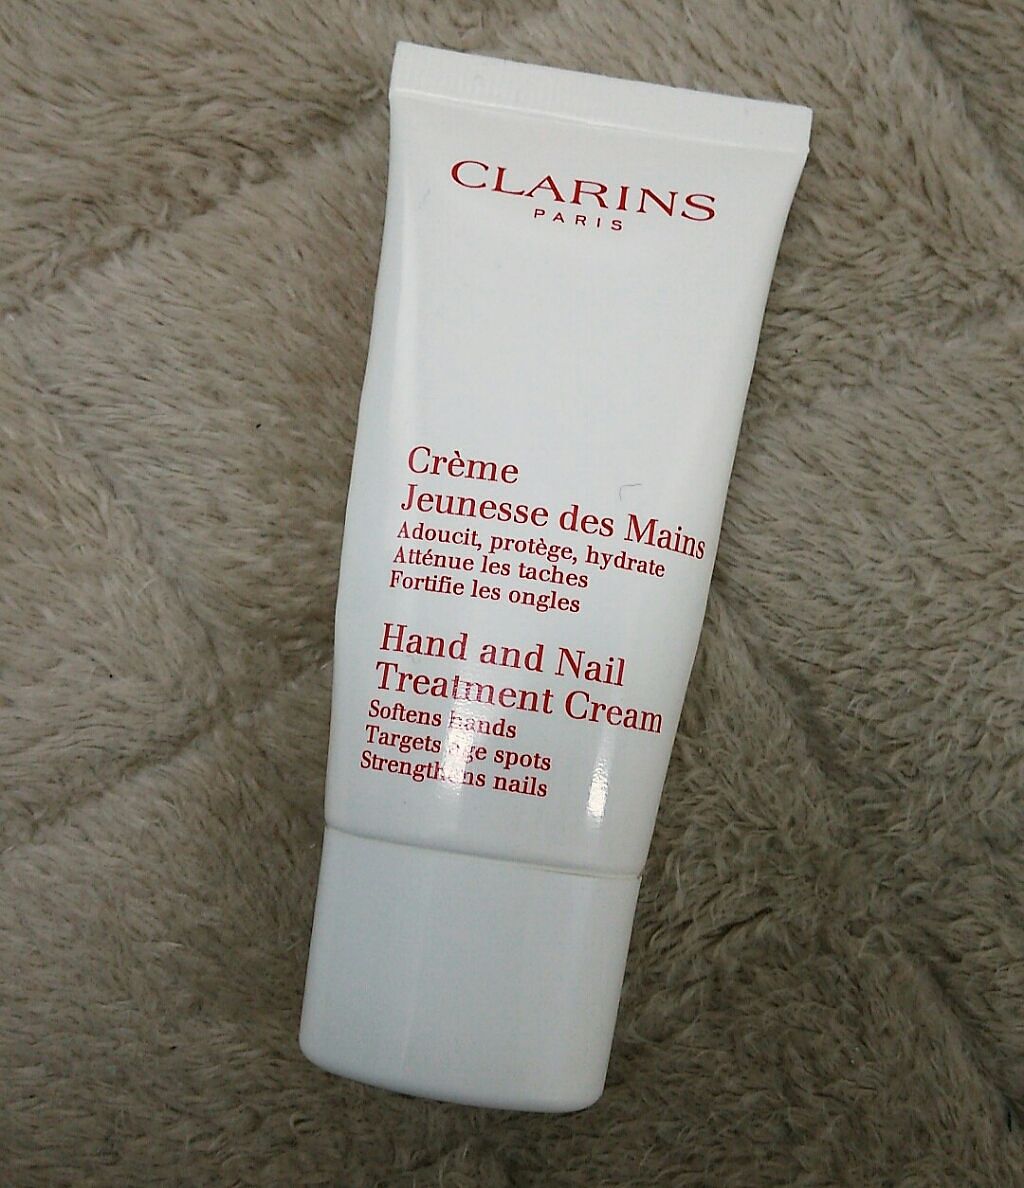 CLARINS
PARIS
Crème
Jeunesse des Mains
Adoucit, protège, hydrate
Atténue les taches
Fortifie les ongles
Hand and Nail
Treatment Cream
Softens hands
Targets age spots
Strengthens nails